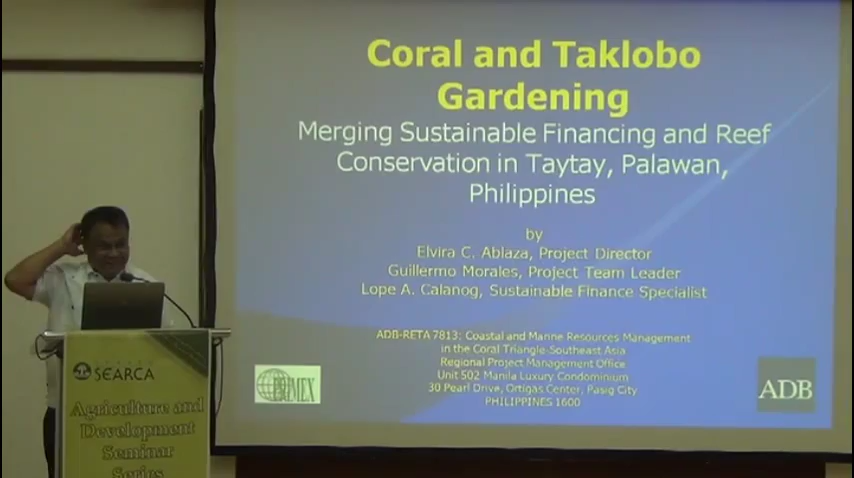 Coral and Taklobo
Gardening
Merging Sustainable Financing and Reef
Conservation in Taytay, Palawan,
Philippines
by
Elvira C. Ablaza, Project Director
Guillermo Morales, Project Team Leader
Lope A. Calanog, Sustainable Finance Specialist
ADB-RETA 7813: Coastal and Marine Resources Management
in the Coral Triangle-Southeast Asia
Regional Project Management Office
Unit 502 Manila Luxury Condominium
30 Pearl Drive, Ortigas Center, Pasig City
PHILIPPINES 1600
PRIMEX
ADB
SEARCA
Agriculture and
Development
Seminar
Series